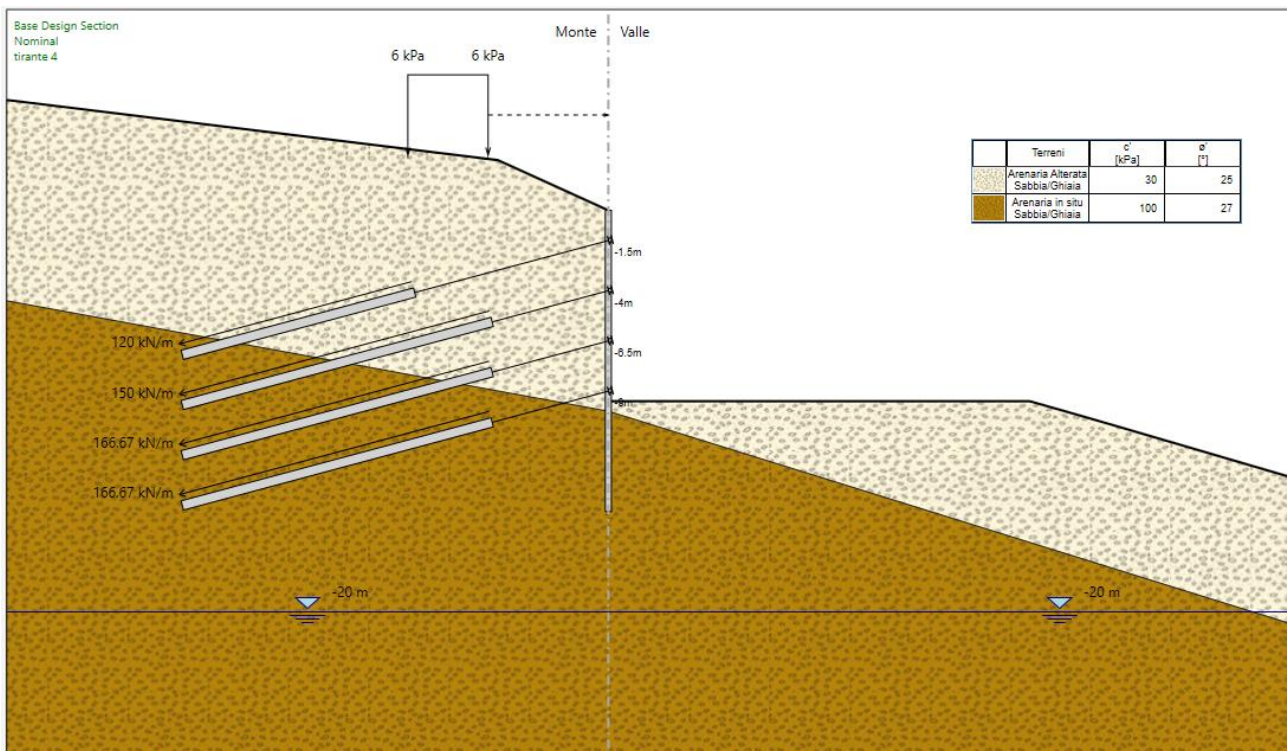 Base Design Section
Nominal
tirante 4
Monte
Valle
6 kPa
6 kPa
Terreni
c'
[kPa]
ø'
[°]
Arenaria Alterata
Sabbia/Ghiaia
30
25
Arenaria in situ
Sabbia/Ghiaia
100
27
-1.5m
-4m
-6.5m
-9m
120 kN/m
150 kN/m
166.67 kN/m
166.67 kN/m
-20 m
-20 m